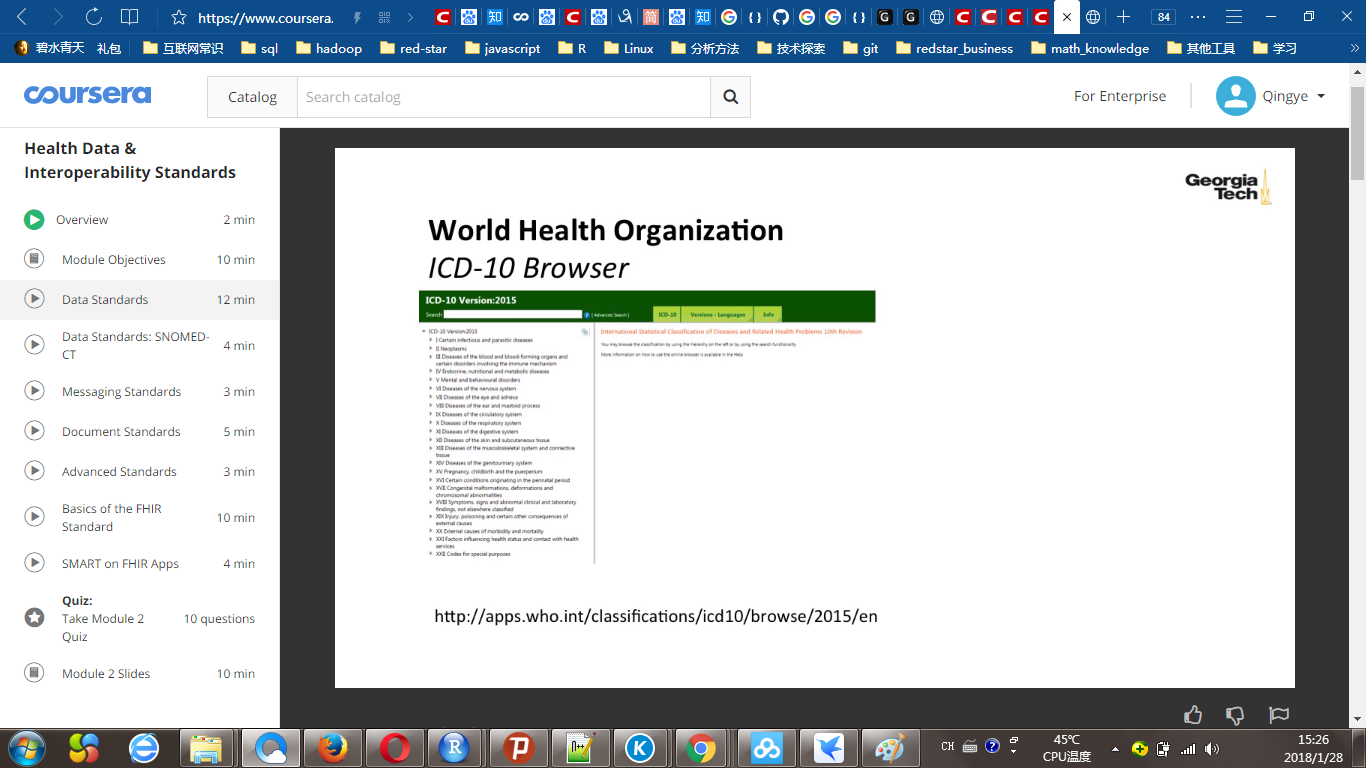 https://www.coursera.
84
碧水青天 礼包 互联网常识 sql hadoop red-star javascript R Linux 分析方法 技术探索 git redstar_business math_knowledge 其他工具 学习
coursera
Catalog
Search catalog
For Enterprise
Qingye
Health Data &
Interoperability Standards
Overview 2 min
Module Objectives 10 min
Data Standards 12 min
Data Standards: SNOMED-
CT 4 min
Messaging Standards 3 min
Document Standards 5 min
Advanced Standards 3 min
Basics of the FHIR
Standard 10 min
SMART on FHIR Apps 4 min
Quiz:
Take Module 2 10 questions
Quiz
Module 2 Slides 10 min
Georgia
Tech
World Health Organization
ICD-10 Browser
ICD-10 Version:2015
Search [ Advanced Search ] ICD-10 Versions - Languages Info
ICD-10 Version:2015
I Certain infectious and parasitic diseases
II Neoplasms
III Diseases of the blood and blood-forming organs and
certain disorders involving the immune mechanism
IV Endocrine, nutritional and metabolic diseases
V Mental and behavioural disorders
VI Diseases of the nervous system
VII Diseases of the eye and adnexa
VIII Diseases of the ear and mastoid process
IX Diseases of the circulatory system
X Diseases of the respiratory system
XI Diseases of the digestive system
XII Diseases of the skin and subcutaneous tissue
XIII Diseases of the musculoskeletal system and connective
tissue
XIV Diseases of the genitourinary system
XV Pregnancy, childbirth and the puerperium
XVI Certain conditions originating in the perinatal period
XVII Congenital malformations, deformations and
chromosomal abnormalities
XVIII Symptoms, signs and abnormal clinical and laboratory
findings, not elsewhere classified
XIX Injury, poisoning and certain other consequences of
external causes
XX External causes of morbidity and mortality
XXI Factors influencing health status and contact with health
services
XXII Codes for special purposes
International Statistical Classification of Diseases and Related Health Problems 10th Revision
You may browse the classification by using the hierarchy on the left or by using the search functionality
More information on how to use the online browser is available in the Help
http://apps.who.int/classifications/icd10/browse/2015/en
CH
45℃
CPU温度
15:26
2018/1/28